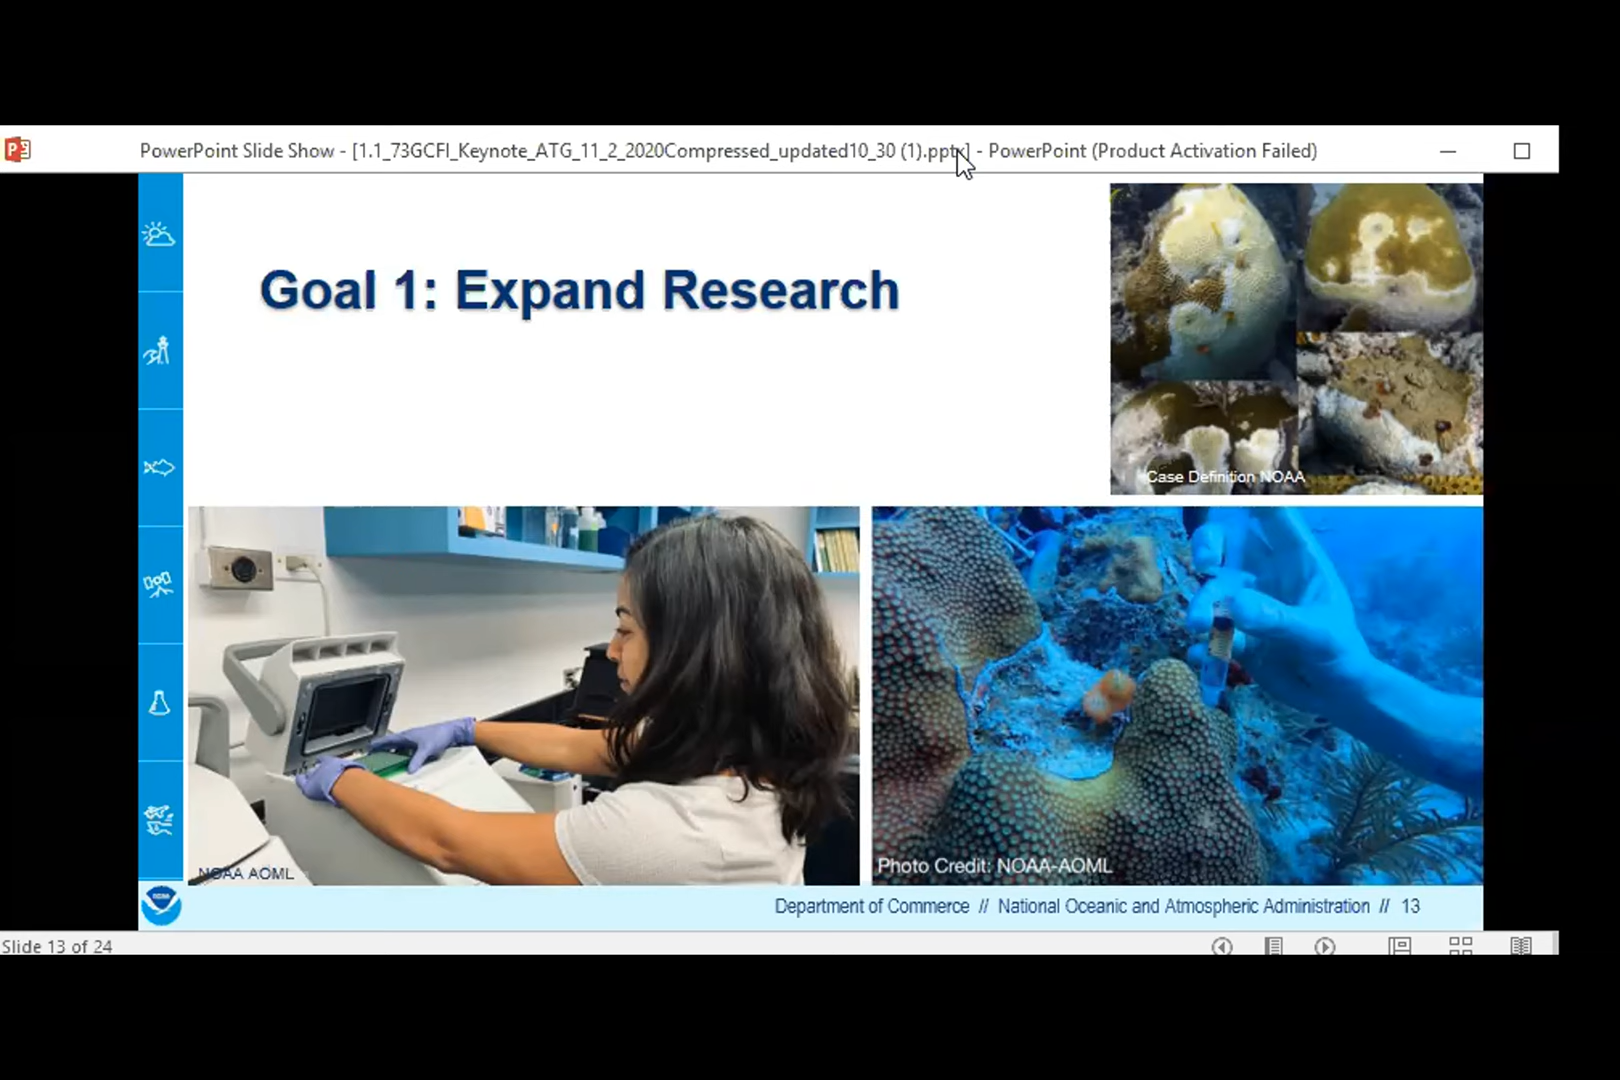 PowerPoint Slide Show - [1.1_73GCFI_Keynote_ATG_11_2_2020Compressed_updated10_30 (1).pptx] - PowerPoint (Product Activation Failed)
Goal 1: Expand Research
Case Definition NOAA
NOAA AOML
Photo Credit: NOAA-AOML
Department of Commerce // National Oceanic and Atmospheric Administration // 13
Slide 13 of 24